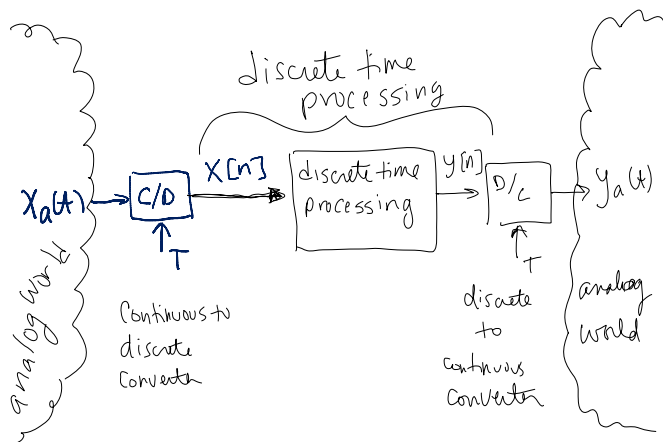 discrete time
processing
x[n]
y[n]
Xa(t)
C/D
discrete time
processing
D/C
ya(t)
T
T
analog world
Continuous to
discrete
converter
discrete
to
continuous
converter
analog
world